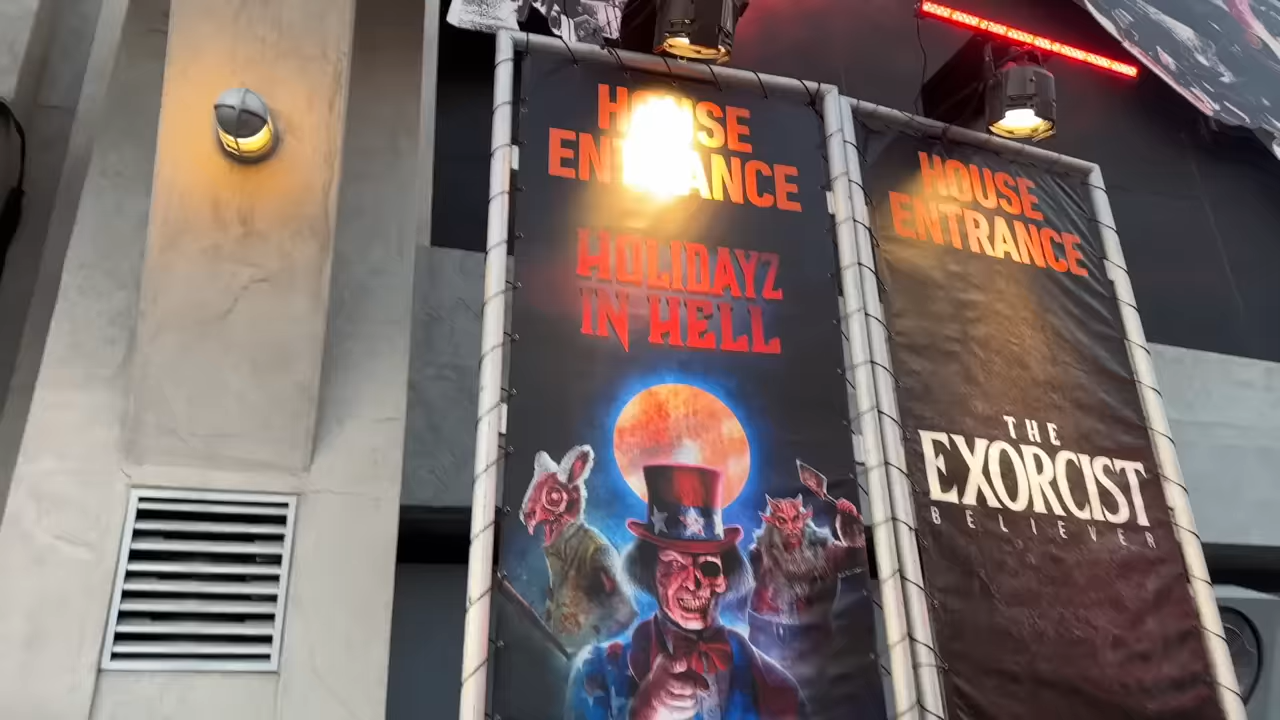 HOUSE
ENTRANCE
HOLIDAYZ
IN HELL
HOUSE
ENTRANCE
THE
EXORCIST
BELIEVER